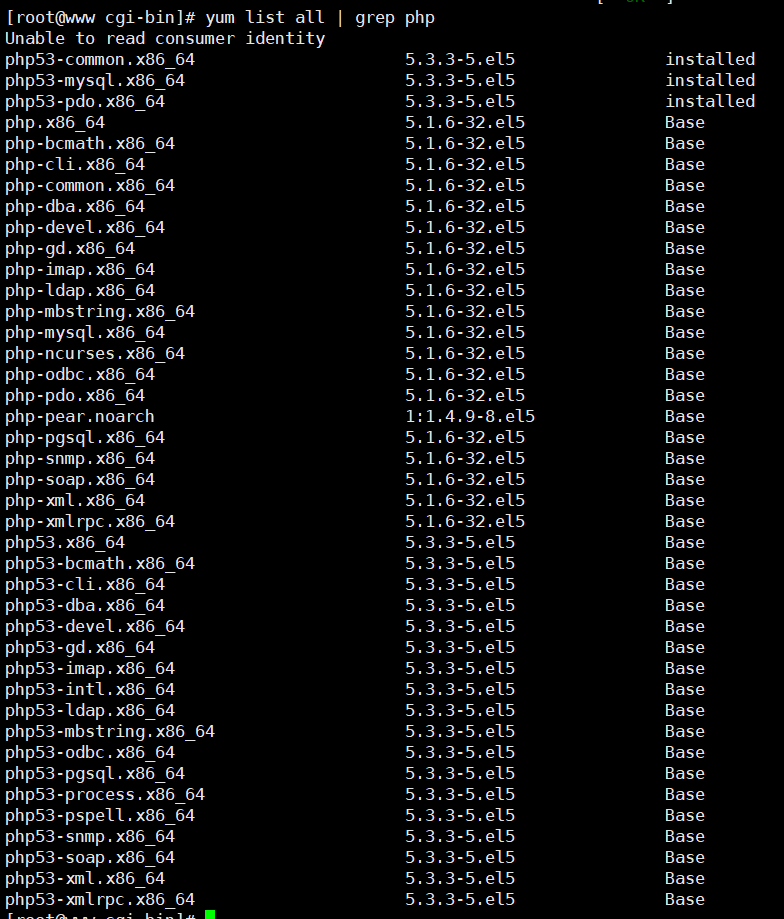 [root@www cgi-bin]# yum list all | grep php
Unable to read consumer identity
php53-common.x86_64 5.3.3-5.el5 installed
php53-mysql.x86_64 5.3.3-5.el5 installed
php53-pdo.x86_64 5.3.3-5.el5 installed
php.x86_64 5.1.6-32.el5 Base
php-bcmath.x86_64 5.1.6-32.el5 Base
php-cli.x86_64 5.1.6-32.el5 Base
php-common.x86_64 5.1.6-32.el5 Base
php-dba.x86_64 5.1.6-32.el5 Base
php-devel.x86_64 5.1.6-32.el5 Base
php-gd.x86_64 5.1.6-32.el5 Base
php-imap.x86_64 5.1.6-32.el5 Base
php-ldap.x86_64 5.1.6-32.el5 Base
php-mbstring.x86_64 5.1.6-32.el5 Base
php-mysql.x86_64 5.1.6-32.el5 Base
php-ncurses.x86_64 5.1.6-32.el5 Base
php-odbc.x86_64 5.1.6-32.el5 Base
php-pdo.x86_64 5.1.6-32.el5 Base
php-pear.noarch 1:1.4.9-8.el5 Base
php-pgsql.x86_64 5.1.6-32.el5 Base
php-snmp.x86_64 5.1.6-32.el5 Base
php-soap.x86_64 5.1.6-32.el5 Base
php-xml.x86_64 5.1.6-32.el5 Base
php-xmlrpc.x86_64 5.1.6-32.el5 Base
php53.x86_64 5.3.3-5.el5 Base
php53-bcmath.x86_64 5.3.3-5.el5 Base
php53-cli.x86_64 5.3.3-5.el5 Base
php53-dba.x86_64 5.3.3-5.el5 Base
php53-devel.x86_64 5.3.3-5.el5 Base
php53-gd.x86_64 5.3.3-5.el5 Base
php53-imap.x86_64 5.3.3-5.el5 Base
php53-intl.x86_64 5.3.3-5.el5 Base
php53-ldap.x86_64 5.3.3-5.el5 Base
php53-mbstring.x86_64 5.3.3-5.el5 Base
php53-odbc.x86_64 5.3.3-5.el5 Base
php53-pgsql.x86_64 5.3.3-5.el5 Base
php53-process.x86_64 5.3.3-5.el5 Base
php53-pspell.x86_64 5.3.3-5.el5 Base
php53-snmp.x86_64 5.3.3-5.el5 Base
php53-soap.x86_64 5.3.3-5.el5 Base
php53-xml.x86_64 5.3.3-5.el5 Base
php53-xmlrpc.x86_64 5.3.3-5.el5 Base
[root@www cgi-bin]#